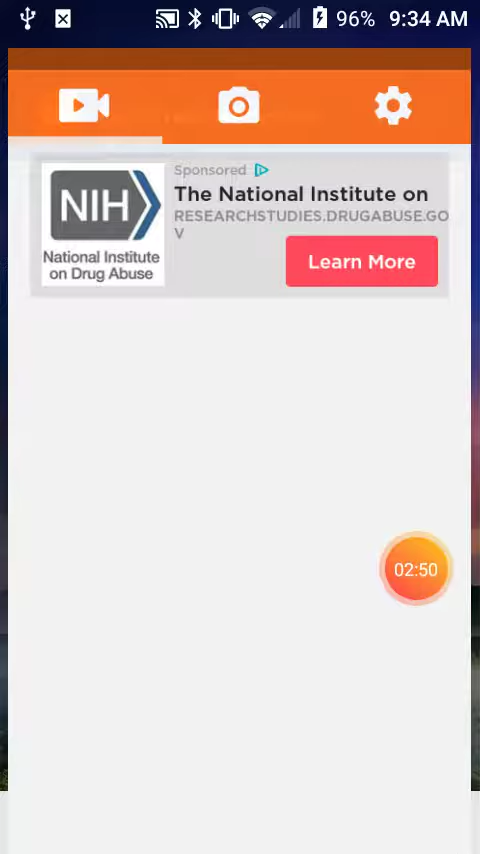 96% 9:34 AM
Sponsored
The National Institute on
RESEARCHSTUDIES.DRUGABUSE.GO
V
NIH
National Institute
on Drug Abuse
Learn More
02:50